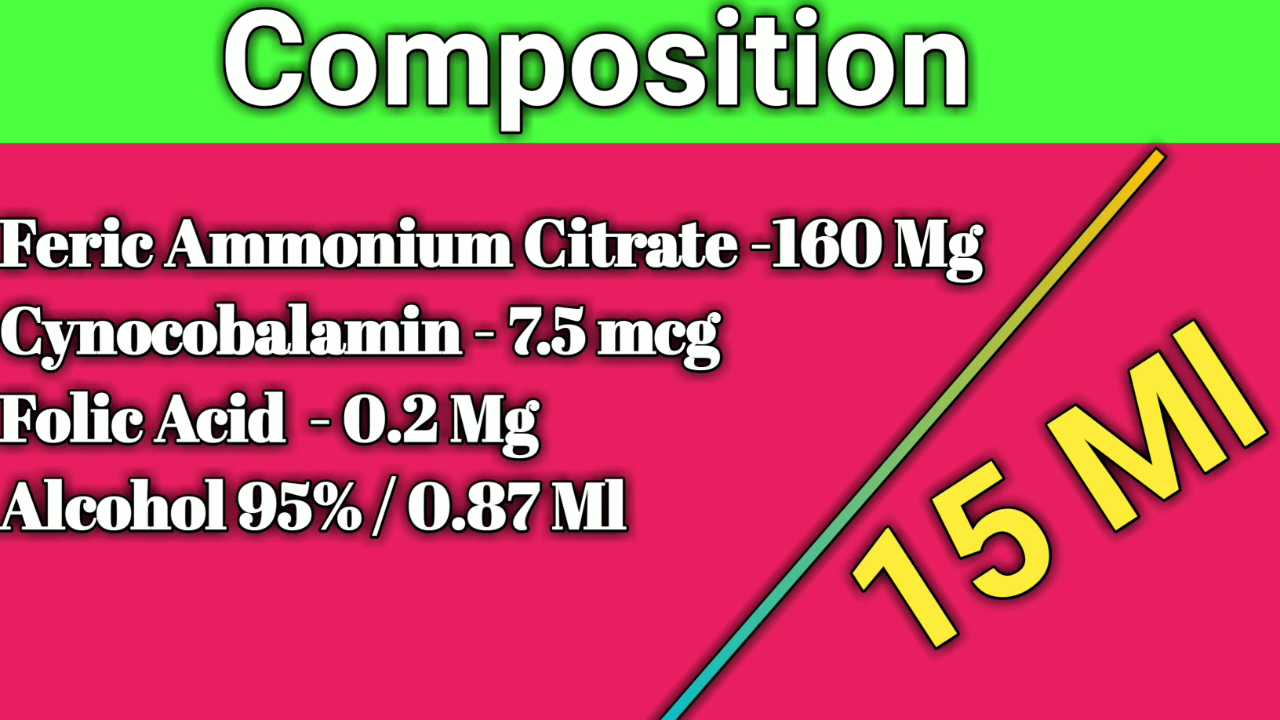 Composition
Feric Ammonium Citrate -160 Mg
Cynocobalamin - 7.5 mcg
Folic Acid - 0.2 Mg
Alcohol 95% / 0.87 Ml
15 Ml